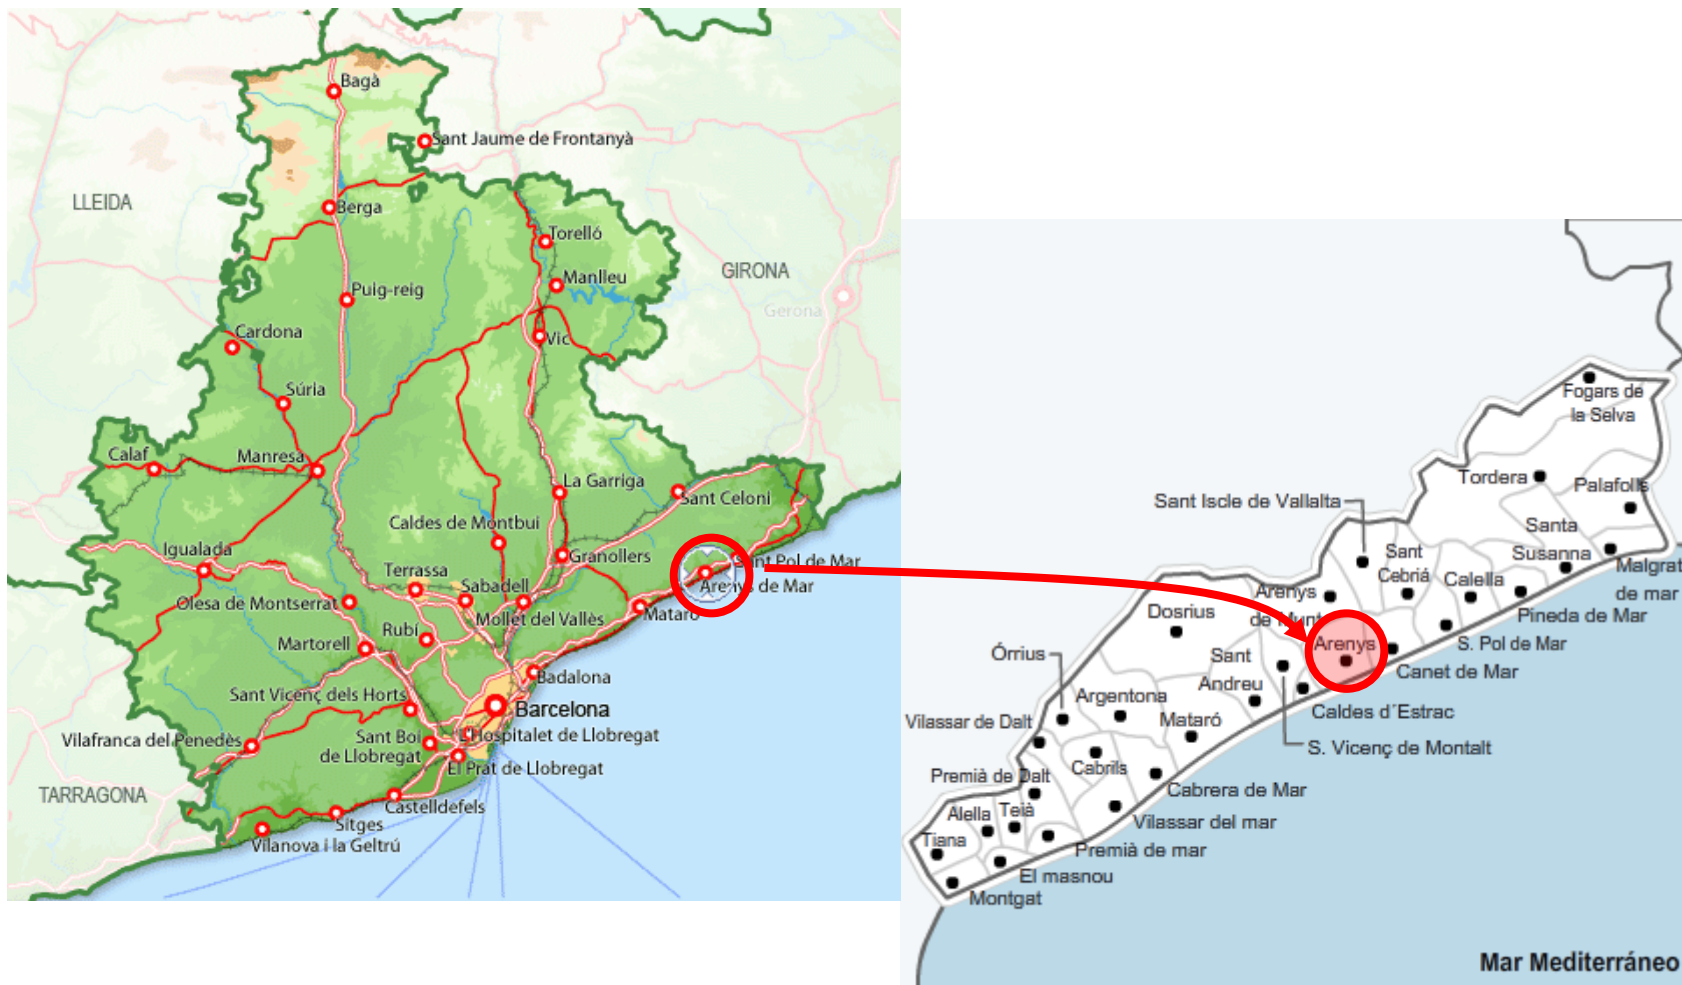 Bagà
Sant Jaume de Frontanyà
LLEIDA
Berga
Torelló
GIRONA
Manlleu
Puig-reig
Gerona
Cardona
Vic
Súria
Calaf
Manresa
La Garriga
Sant Celoni
Caldes de Montbui
Igualada
Granollers
Sant Pol de Mar
Terrassa
Sabadell
Arenys de Mar
Olesa de Montserrat
Mollet del Vallès
Mataró
Rubí
Martorell
Badalona
Sant Vicenç dels Horts
Barcelona
Vilafranca del Penedès
Sant Boi
de Llobregat
L'Hospitalet de Llobregat
El Prat de Llobregat
TARRAGONA
Castelldefels
Sitges
Vilanova i la Geltrú
Fogars de
la Selva
Tordera
Palafolls
Sant Iscle de Vallalta
Santa
Susanna
Sant
Cebriá
Calella
Malgrat
de mar
Arenys
de Munt
Pineda de Mar
Dosrius
Arenys
S. Pol de Mar
Órrius
Sant
Andreu
Canet de Mar
Argentona
Caldes d´Estrac
Vilassar de Dalt
Mataró
S. Vicenç de Montalt
Premià de Dalt
Cabrils
Cabrera de Mar
Alella
Teià
Vilassar del mar
Tiana
Premià de mar
El masnou
Montgat
Mar Mediterráneo